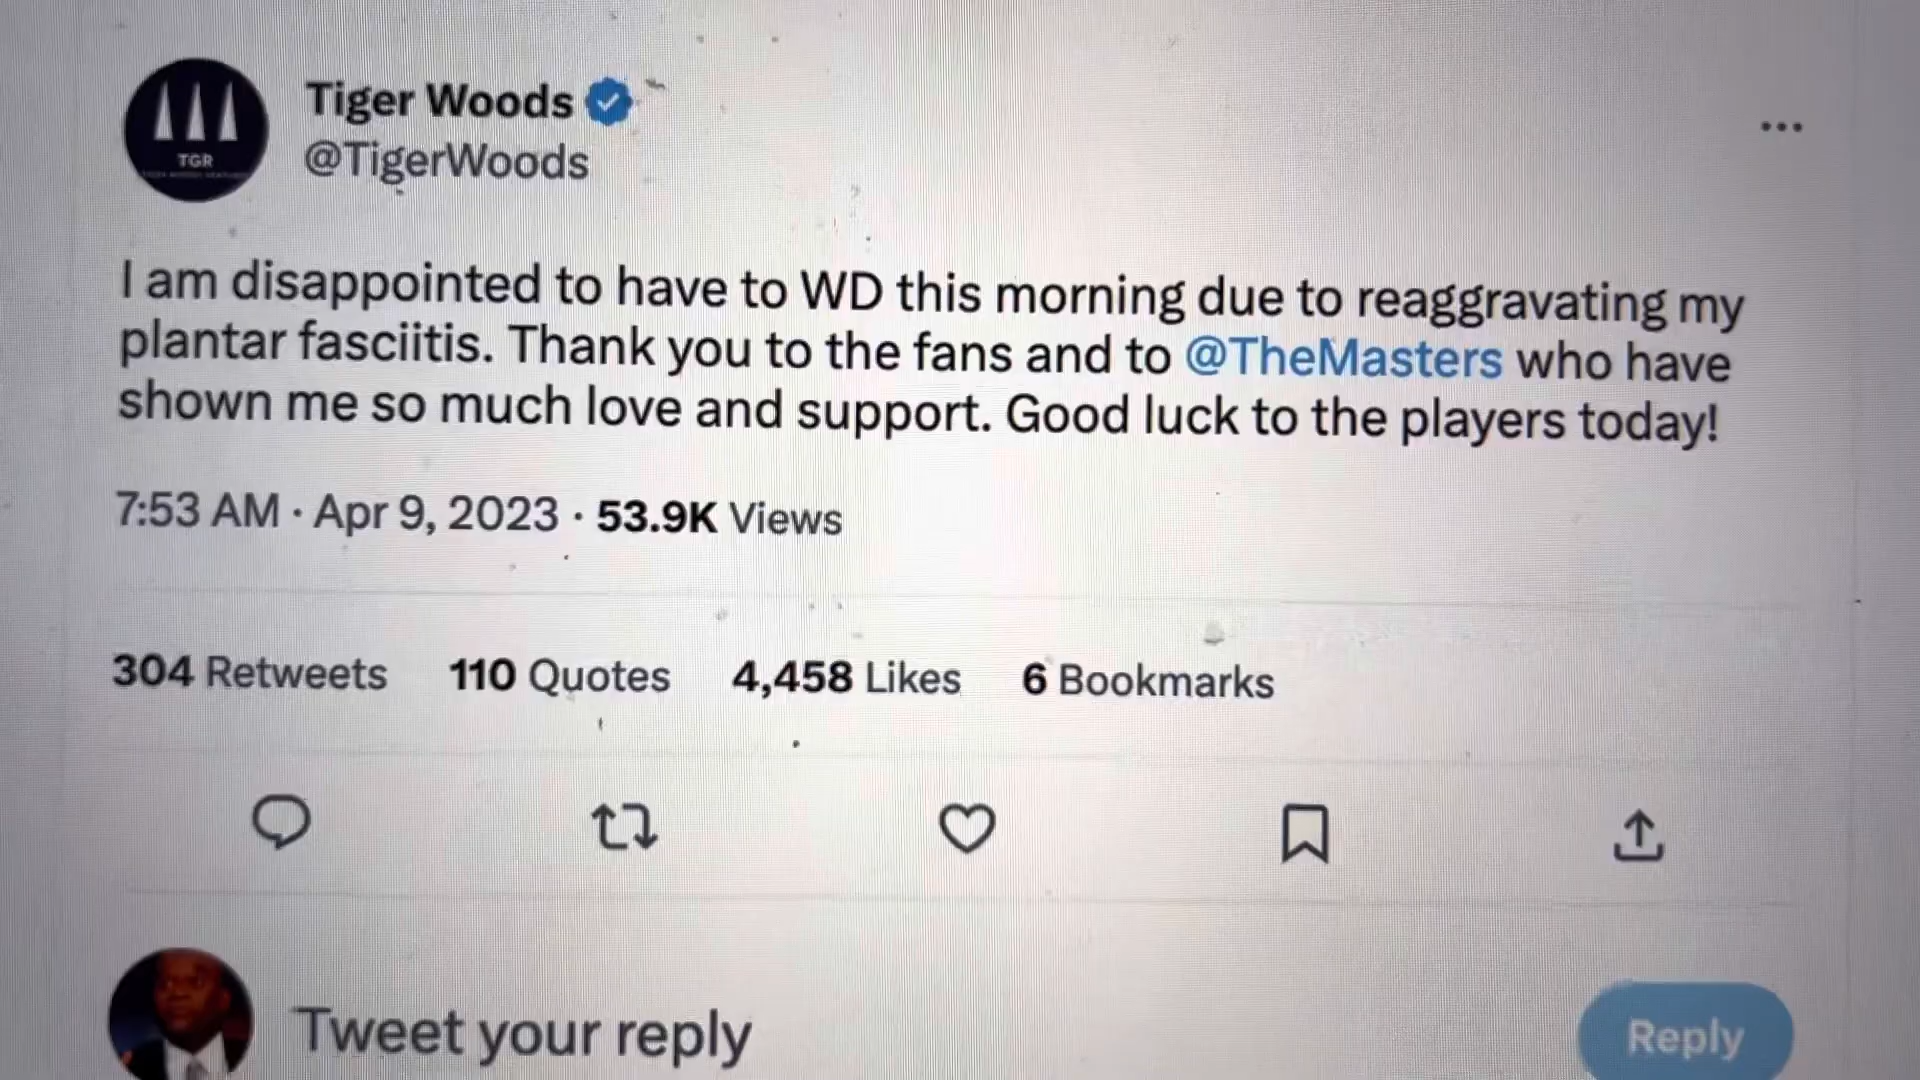 TGR
Tiger Woods
@TigerWoods
I am disappointed to have to WD this morning due to reaggravating my
plantar fasciitis. Thank you to the fans and to @TheMasters who have
shown me so much love and support. Good luck to the players today!
7:53 AM · Apr 9, 2023 · 53.9K Views
304 Retweets 110 Quotes 4,458 Likes 6 Bookmarks
Tweet your reply
Reply